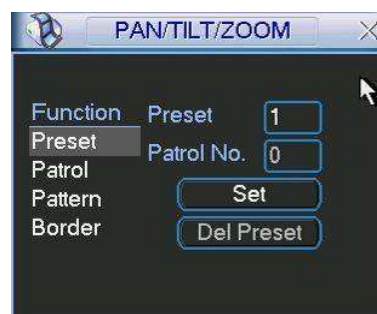 PAN/TILT/ZOOM
Function
Preset
Patrol
Pattern
Border
Preset 1
Patrol No. 0
Set
Del Preset